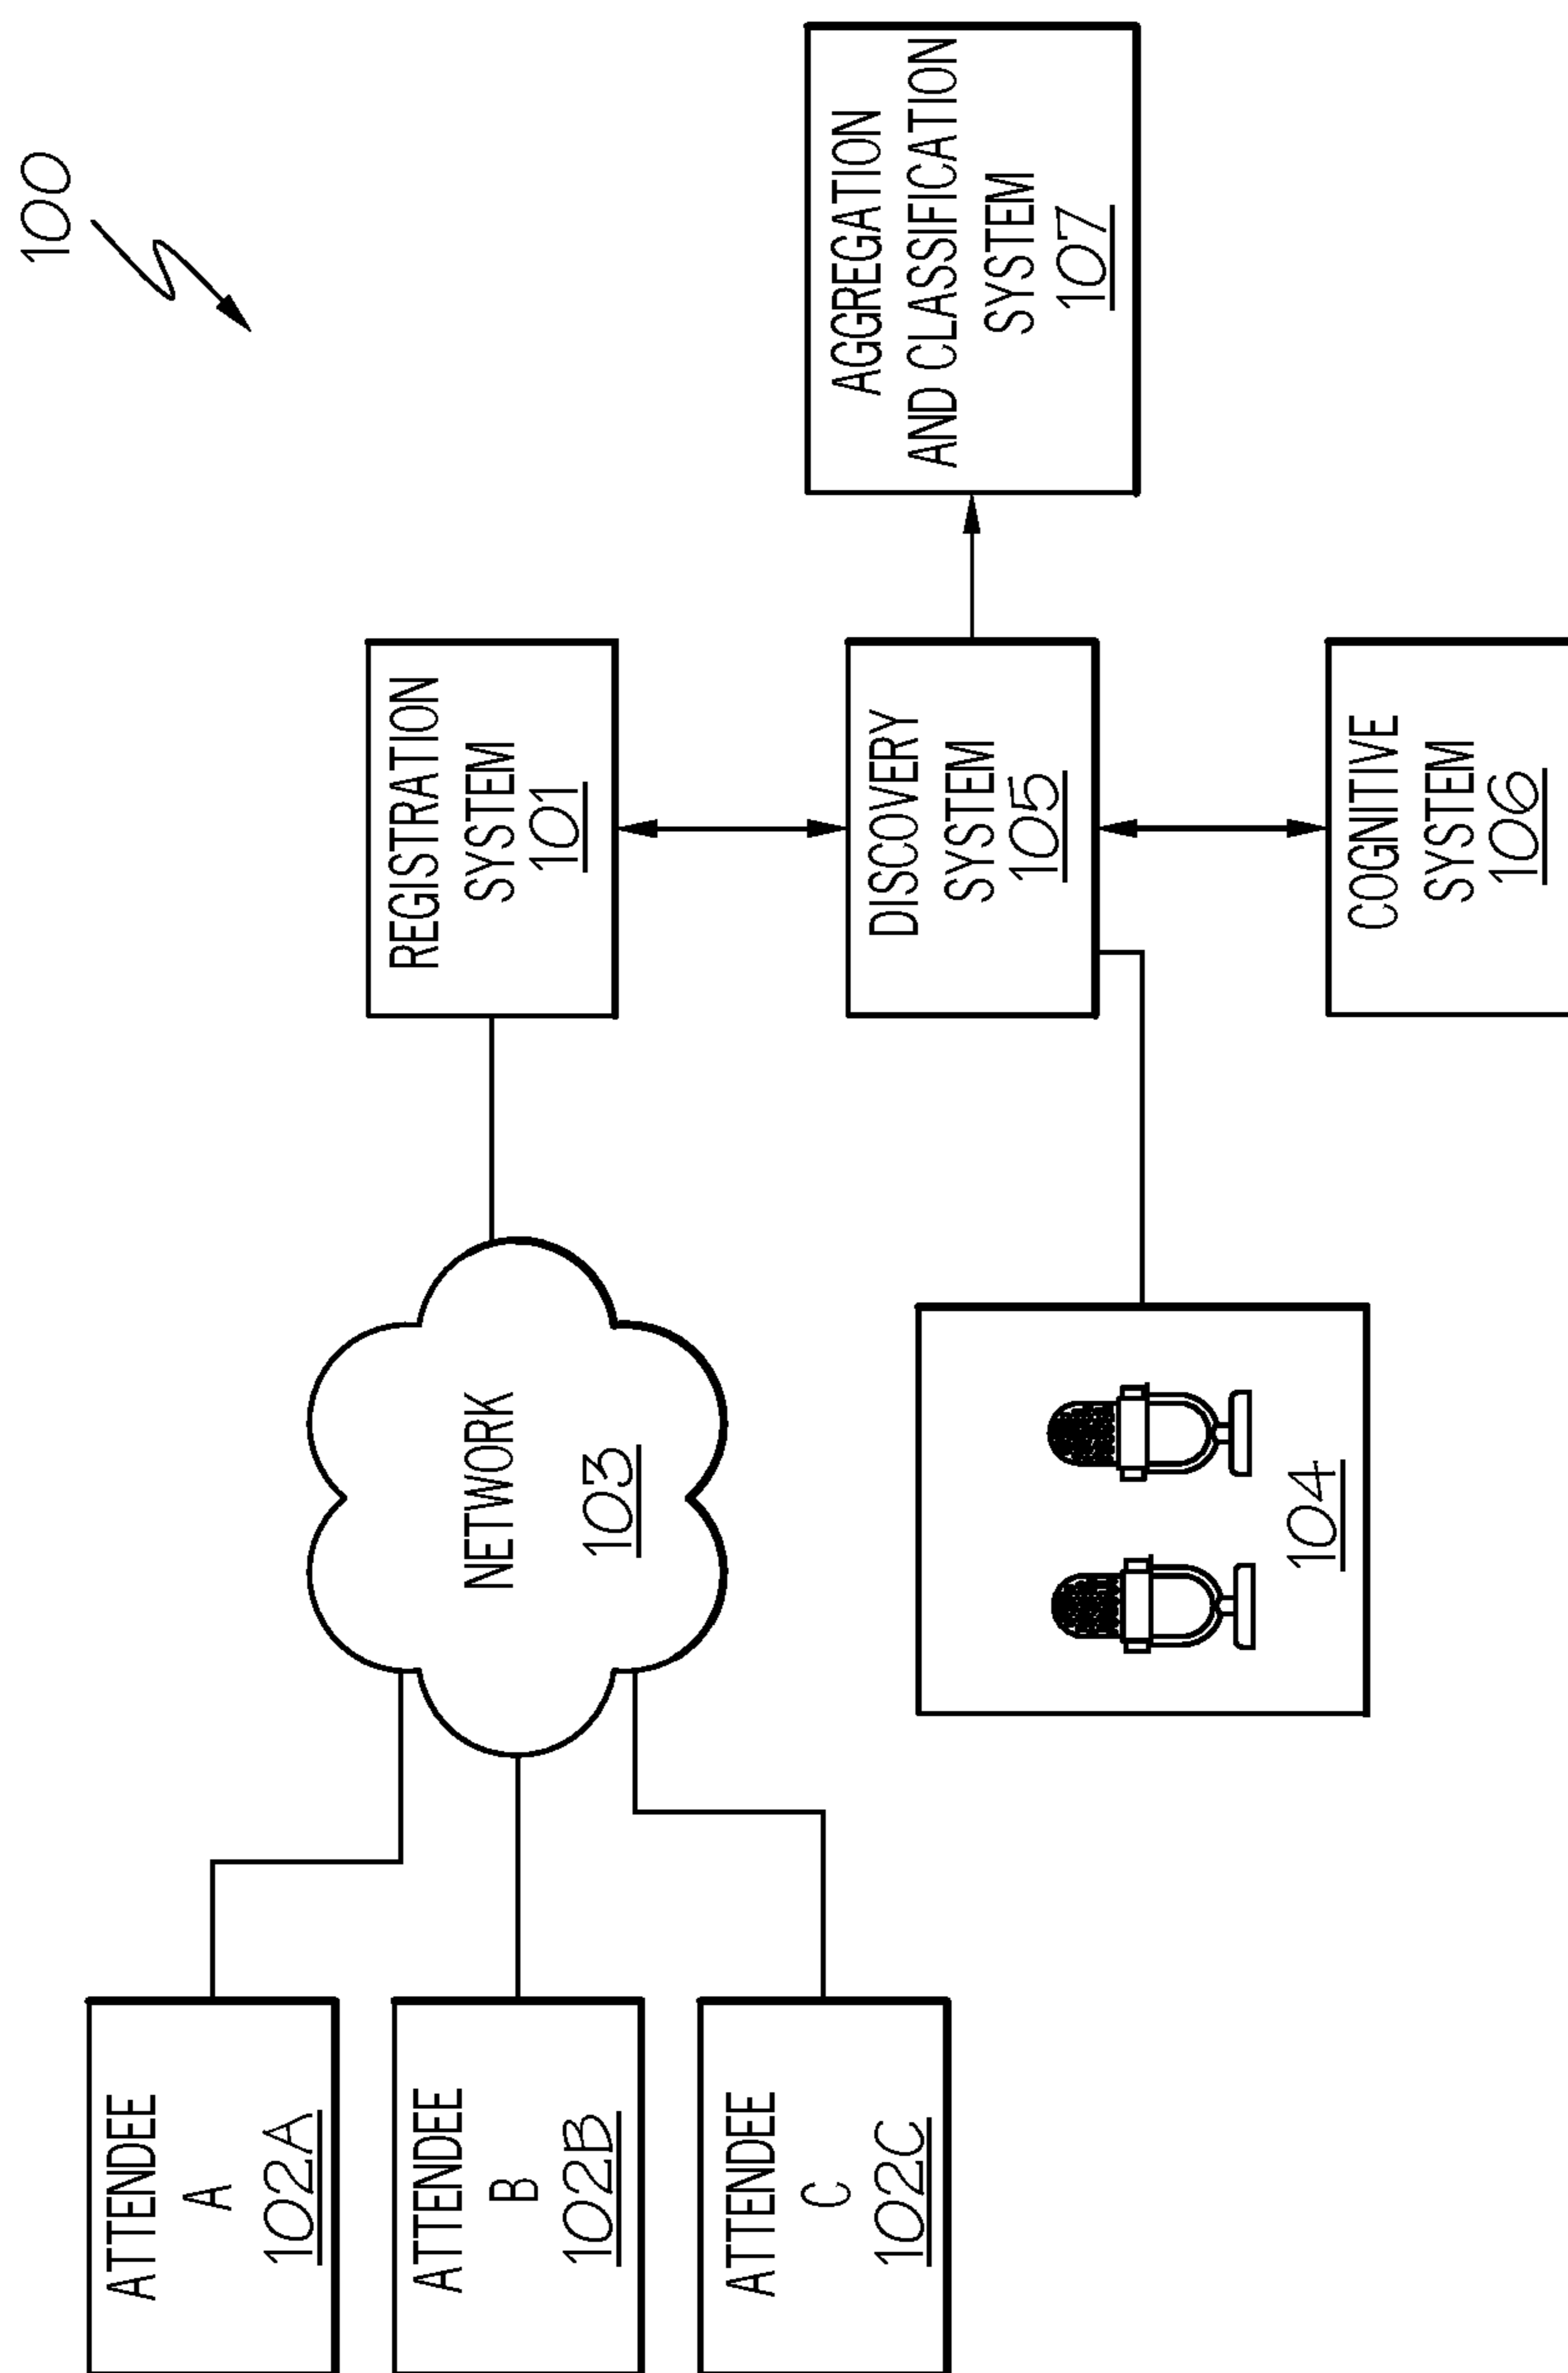 100
ATTENDEE
A
102A
ATTENDEE
B
102B
ATTENDEE
C
102C
NETWORK
103
104
REGISTRATION
SYSTEM
101
DISCOVERY
SYSTEM
105
COGNITIVE
SYSTEM
106
AGGREGATION
AND CLASSIFICATION
SYSTEM
107